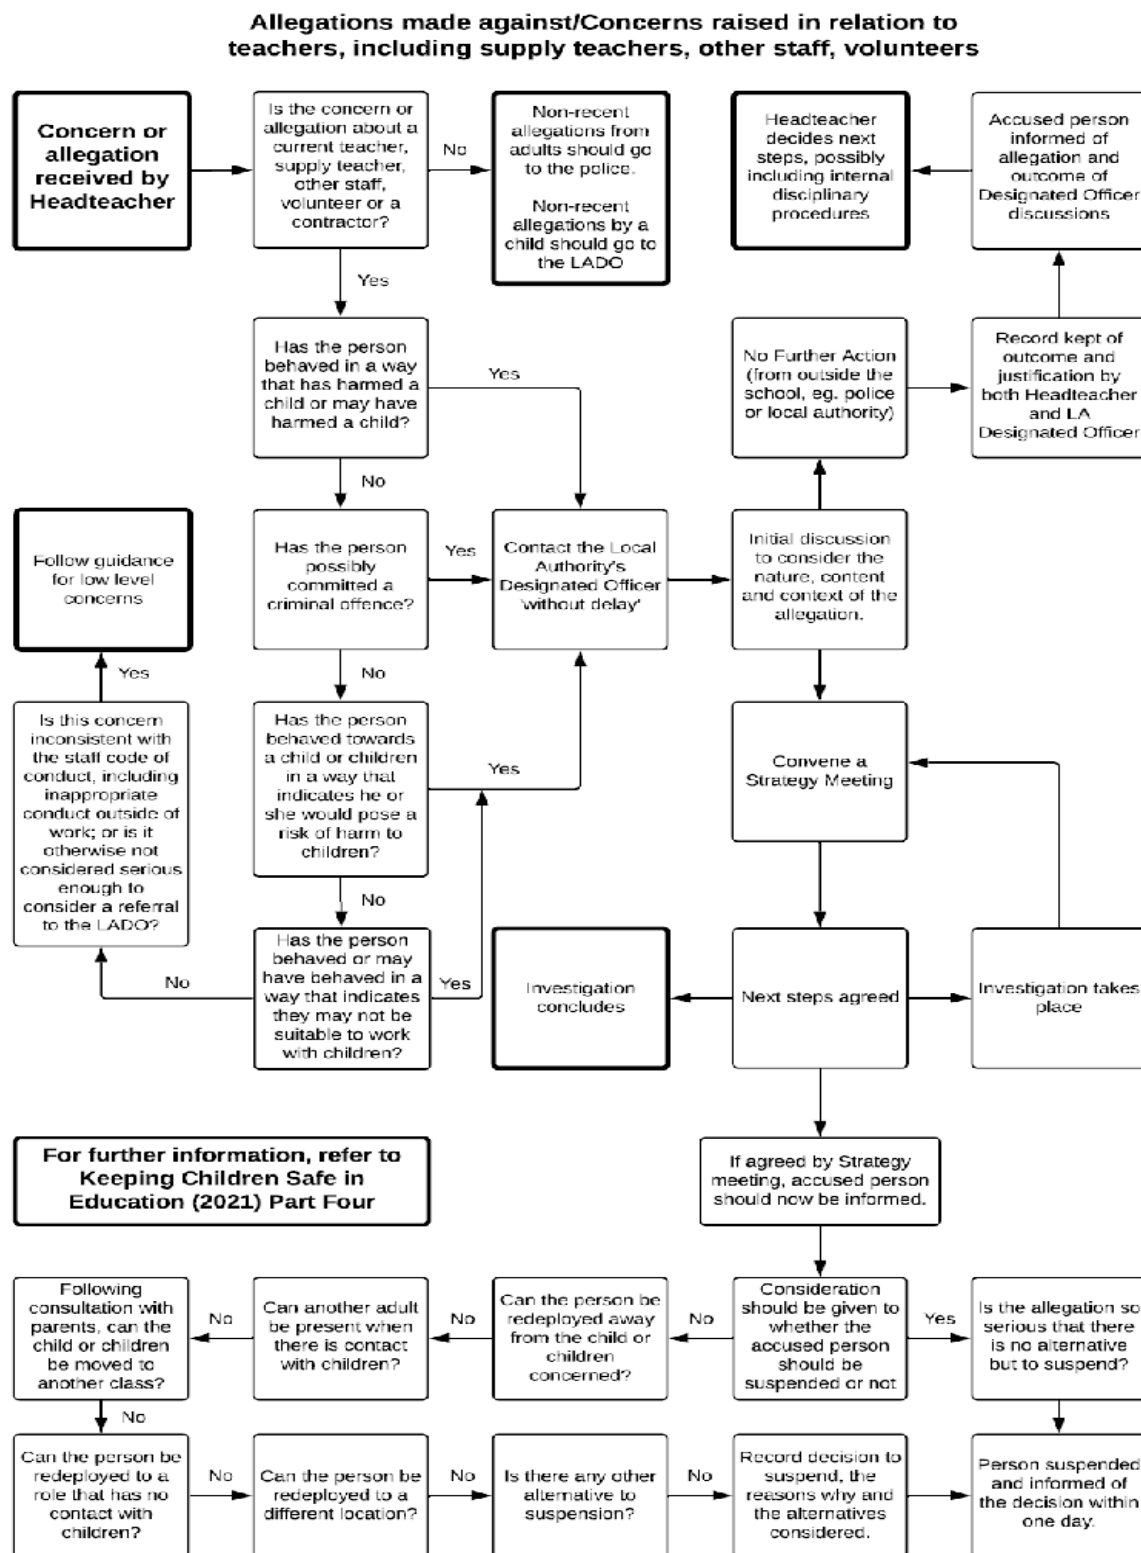 Allegations made against/Concerns raised in relation to
teachers, including supply teachers, other staff, volunteers
Concern or
allegation
received by
Headteacher
Is the concern or
allegation about a
current teacher,
supply teacher,
other staff,
volunteer or a
contractor?
No
Non-recent
allegations from
adults should go
to the police.
Non-recent
allegations by a
child should go to
the LADO
Headteacher
decides next
steps, possibly
including internal
disciplinary
procedures
Accused person
informed of
allegation and
outcome of
Designated Officer
discussions
Yes
Has the person
behaved in a way
that has harmed a
child or may have
harmed a child?
Yes
No Further Action
(from outside the
school, eg. police
or local authority)
Record kept of
outcome and
justification by
both Headteacher
and LA
Designated Officer
No
Follow guidance
for low level
concerns
Has the person
possibly
committed a
criminal offence?
Yes
Contact the Local
Authority's
Designated Officer
'without delay'
Initial discussion
to consider the
nature, content
and context of the
allegation.
Yes
No
Is this concern
inconsistent with
the staff code of
conduct, including
inappropriate
conduct outside of
work; or is it
otherwise not
considered serious
enough to
consider a referral
to the LADO?
Has the person
behaved towards
a child or children
in a way that
indicates he or
she would pose a
risk of harm to
children?
Yes
Convene a
Strategy Meeting
No
No
Has the person
behaved or may
have behaved in a
way that indicates
they may not be
suitable to work
with children?
Yes
Investigation
concludes
Next steps agreed
Investigation takes
place
For further information, refer to
Keeping Children Safe in
Education (2021) Part Four
If agreed by Strategy
meeting, accused person
should now be informed.
Following
consultation with
parents, can the
child or children
be moved to
another class?
No
Can another adult
be present when
there is contact
with children?
No
Can the person be
redeployed away
from the child or
children
concerned?
No
Consideration
should be given to
whether the
accused person
should be
suspended or not
Yes
Is the allegation so
serious that there
is no alternative
but to suspend?
No
Can the person be
redeployed to a
role that has no
contact with
children?
No
Can the person be
redeployed to a
different location?
No
Is there any other
alternative to
suspension?
No
Record decision to
suspend, the
reasons why and
the alternatives
considered.
Person suspended
and informed of
the decision within
one day.